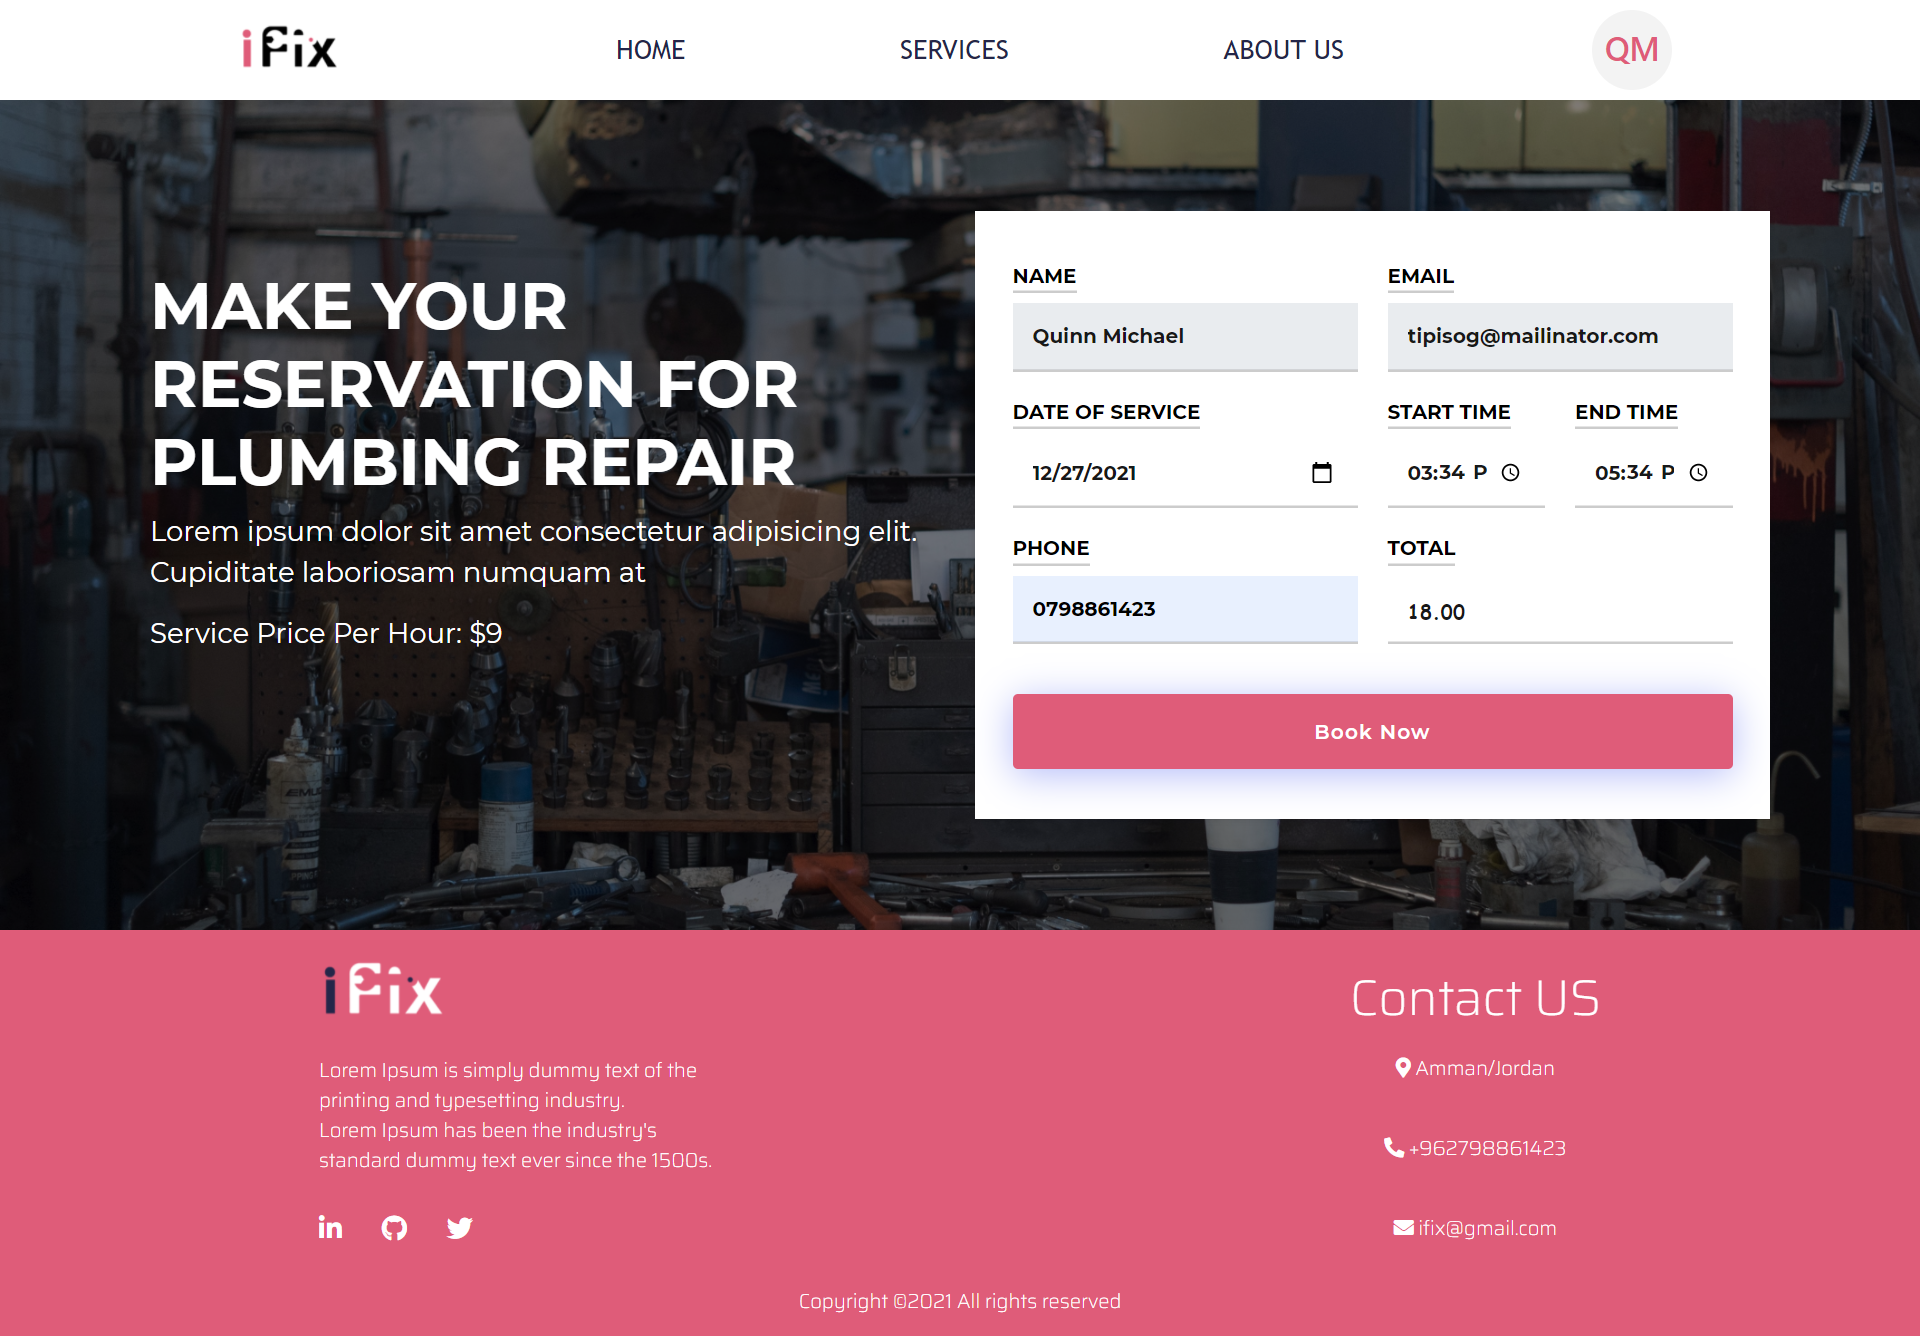 iFix
HOME
SERVICES
ABOUT US
QM
MAKE YOUR
RESERVATION FOR
PLUMBING REPAIR
Lorem ipsum dolor sit amet consectetur adipisicing elit.
Cupiditate laboriosam numquam at
Service Price Per Hour: $9
NAME
Quinn Michael
EMAIL
tipisog@mailinator.com
DATE OF SERVICE
12/27/2021
START TIME
03:34 P
END TIME
05:34 P
PHONE
0798861423
TOTAL
18.00
Book Now
iFix
Lorem Ipsum is simply dummy text of the
printing and typesetting industry.
Lorem Ipsum has been the industry's
standard dummy text ever since the 1500s.
Contact US
Amman/Jordan
+962798861423
ifix@gmail.com
Copyright ©2021 All rights reserved